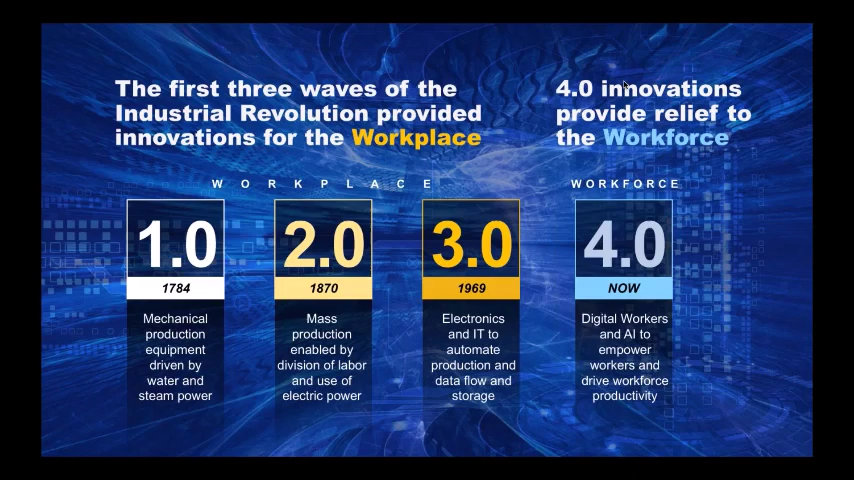 The first three waves of the
Industrial Revolution provided
innovations for the Workplace
4.0 innovations
provide relief to
the Workforce
WORKPLACE
WORKFORCE
1.0
1784
Mechanical
production
equipment
driven by
water and
steam power
2.0
1870
Mass
production
enabled by
division of labor
and use of
electric power
3.0
1969
Electronics
and IT to
automate
production and
data flow and
storage
4.0
NOW
Digital Workers
and AI to
empower
workers and
drive workforce
productivity